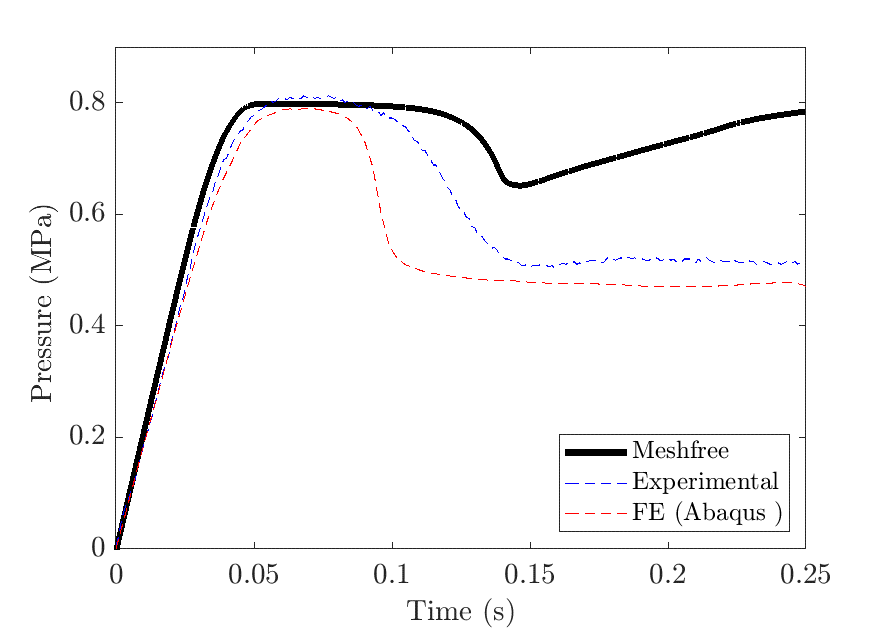 0.8
0.6
0.4
0.2
0
Pressure (MPa)
Meshfree
Experimental
FE (Abaqus )
0 0.05 0.1 0.15 0.2 0.25
Time (s)